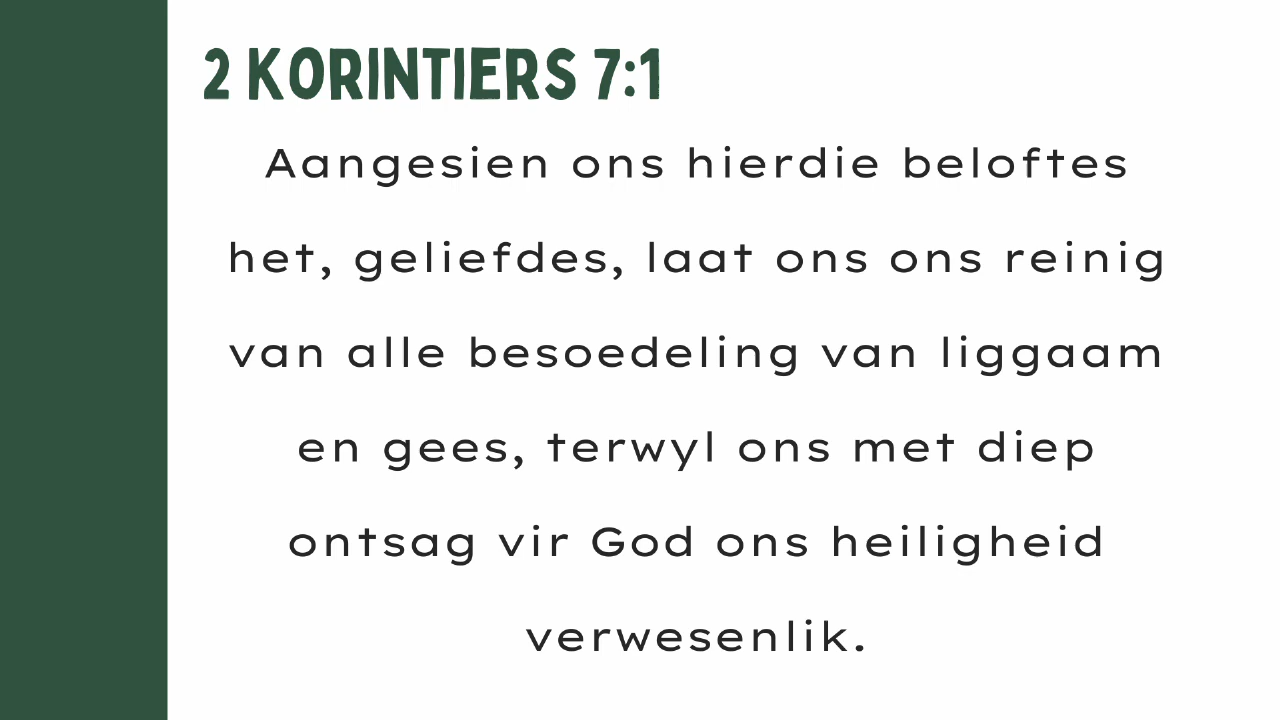 2 KORINTIERS 7:1
Aangesien ons hierdie beloftes
het, geliefdes, laat ons ons reinig
van alle besoedeling van liggaam
en gees, terwyl ons met diep
ontsag vir God ons heiligheid
verwesenlik.